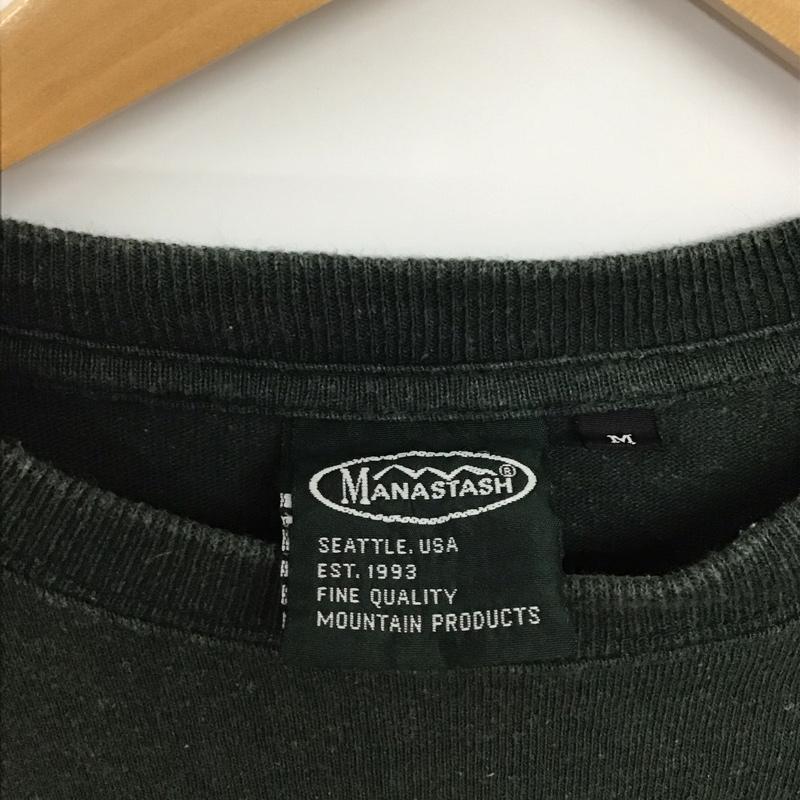 MANASTASH®
M
SEATTLE. USA
EST. 1993
FINE QUALITY
MOUNTAIN PRODUCTS